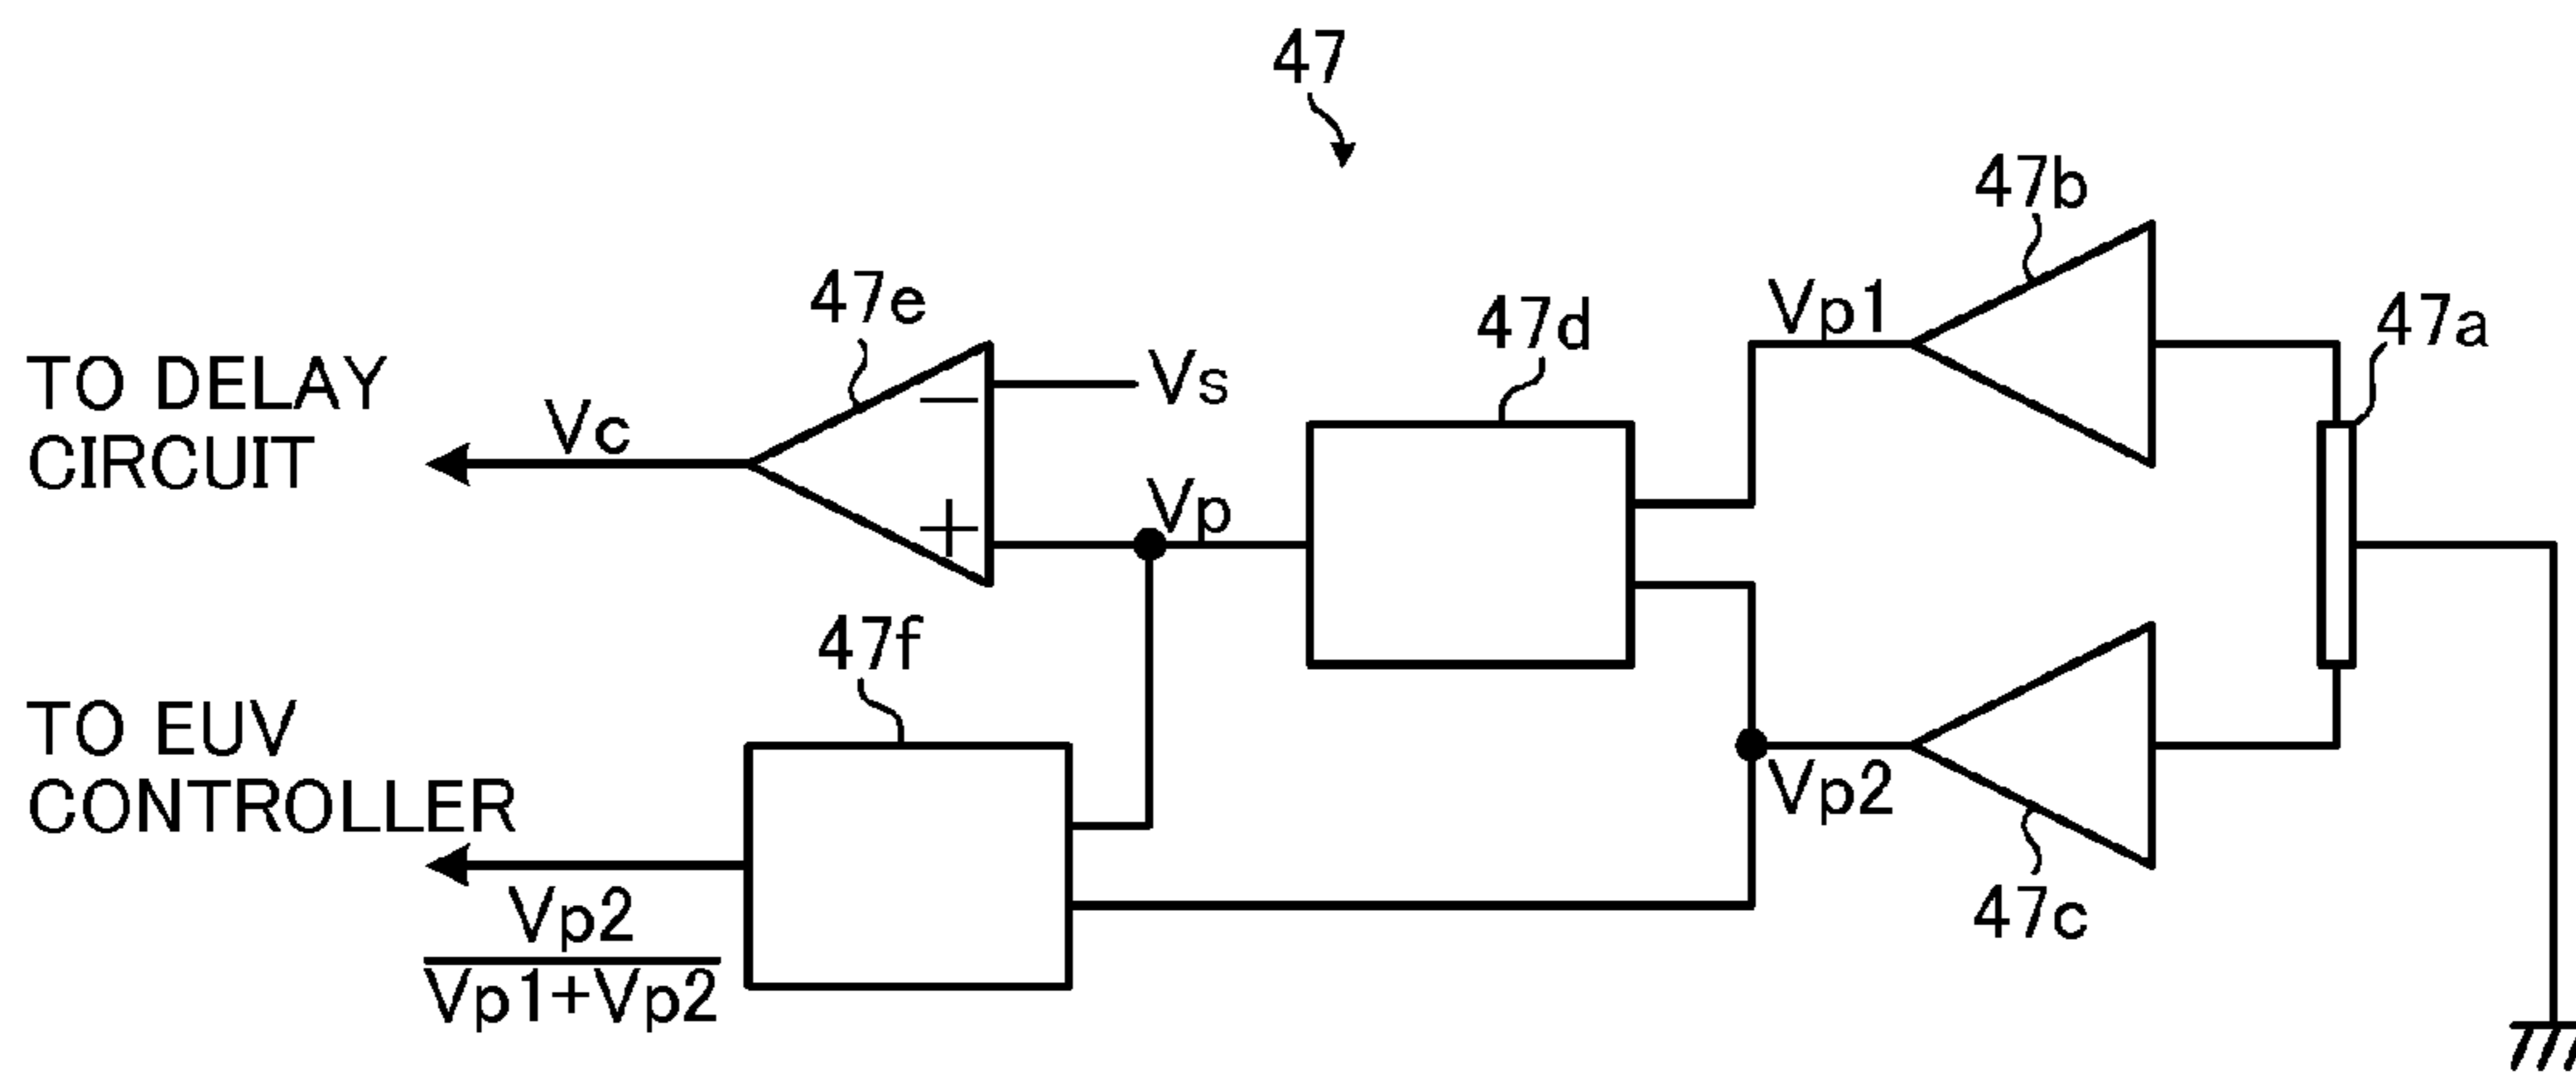 47
47b
47e
47d
Vp1
47a
TO DELAY
CIRCUIT
Vc
−
Vs
+
Vp
47f
TO EUV
CONTROLLER
Vp2
47c
Vp2
Vp1+Vp2